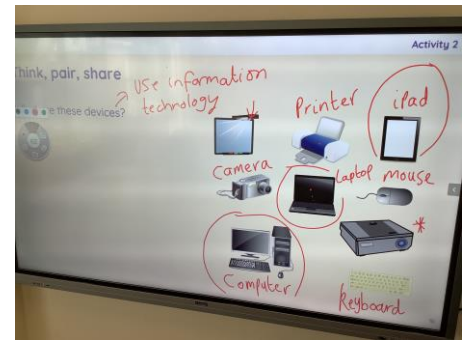 Activity 2
Think, pair, share
Use information
technology
e these devices?
Printer
iPad
Camera
Laptop
mouse
Computer
Keyboard